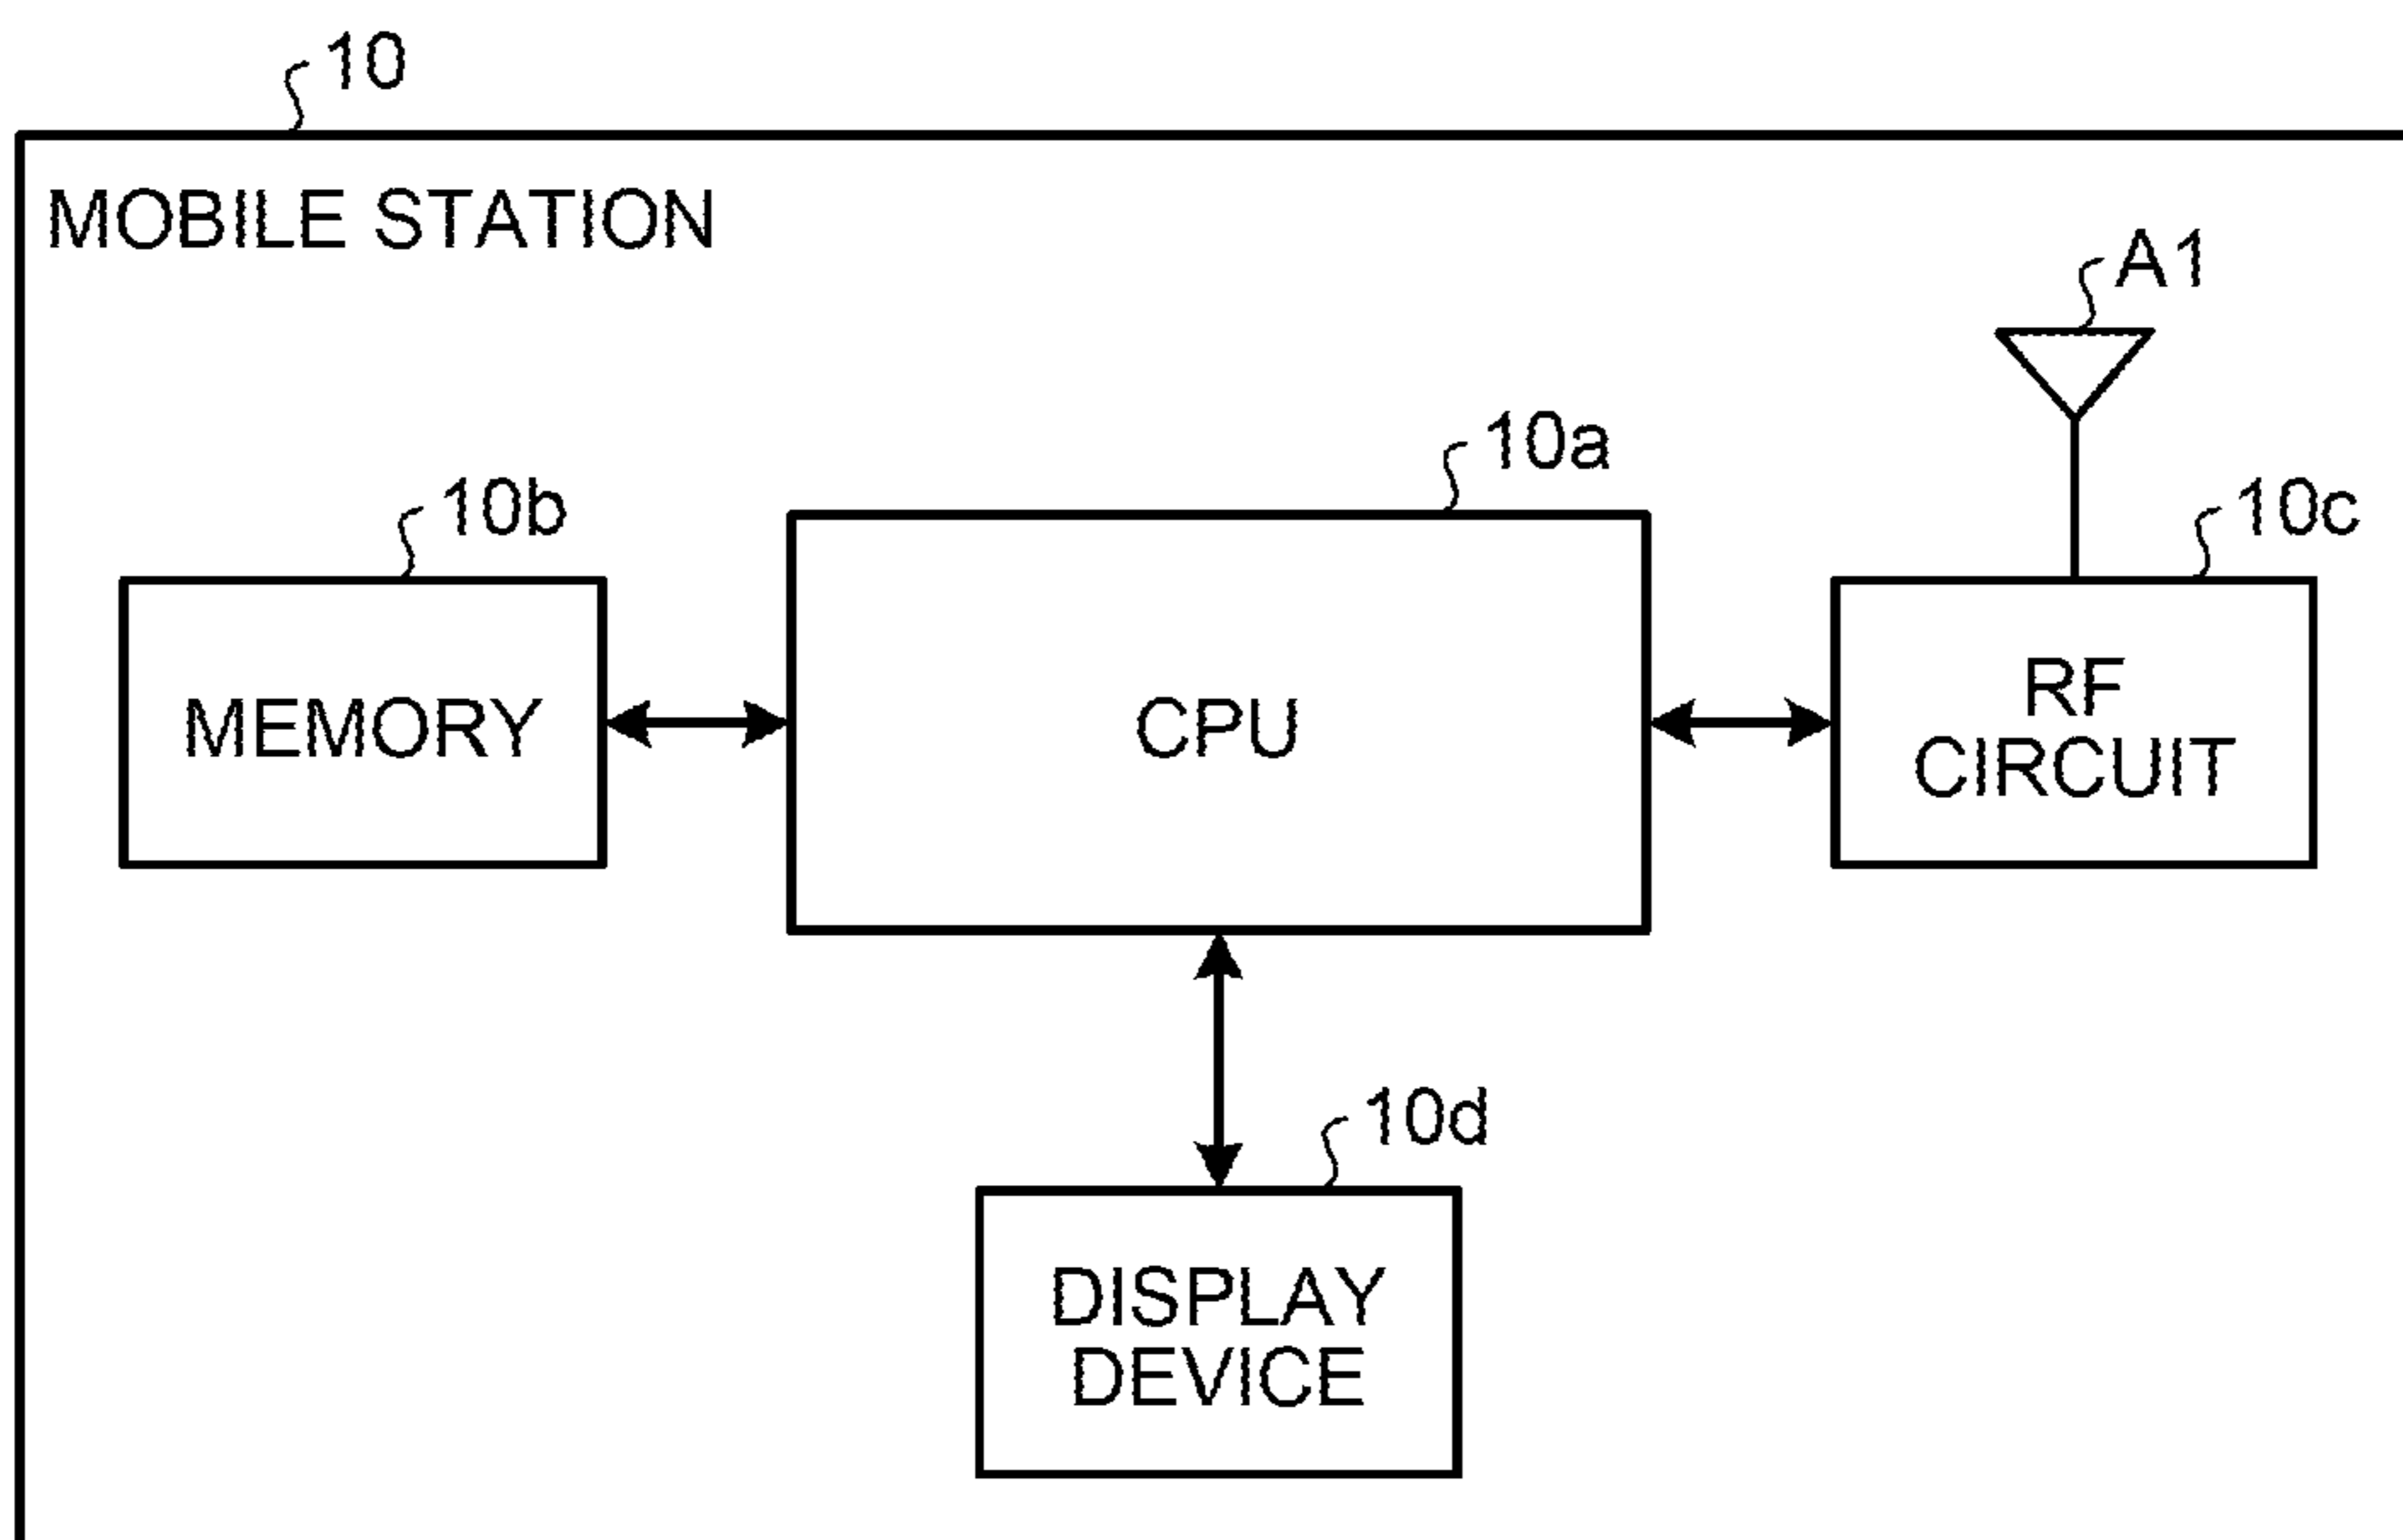 10
MOBILE STATION
A1
10a
10b
10c
MEMORY
CPU
RF
CIRCUIT
10d
DISPLAY
DEVICE